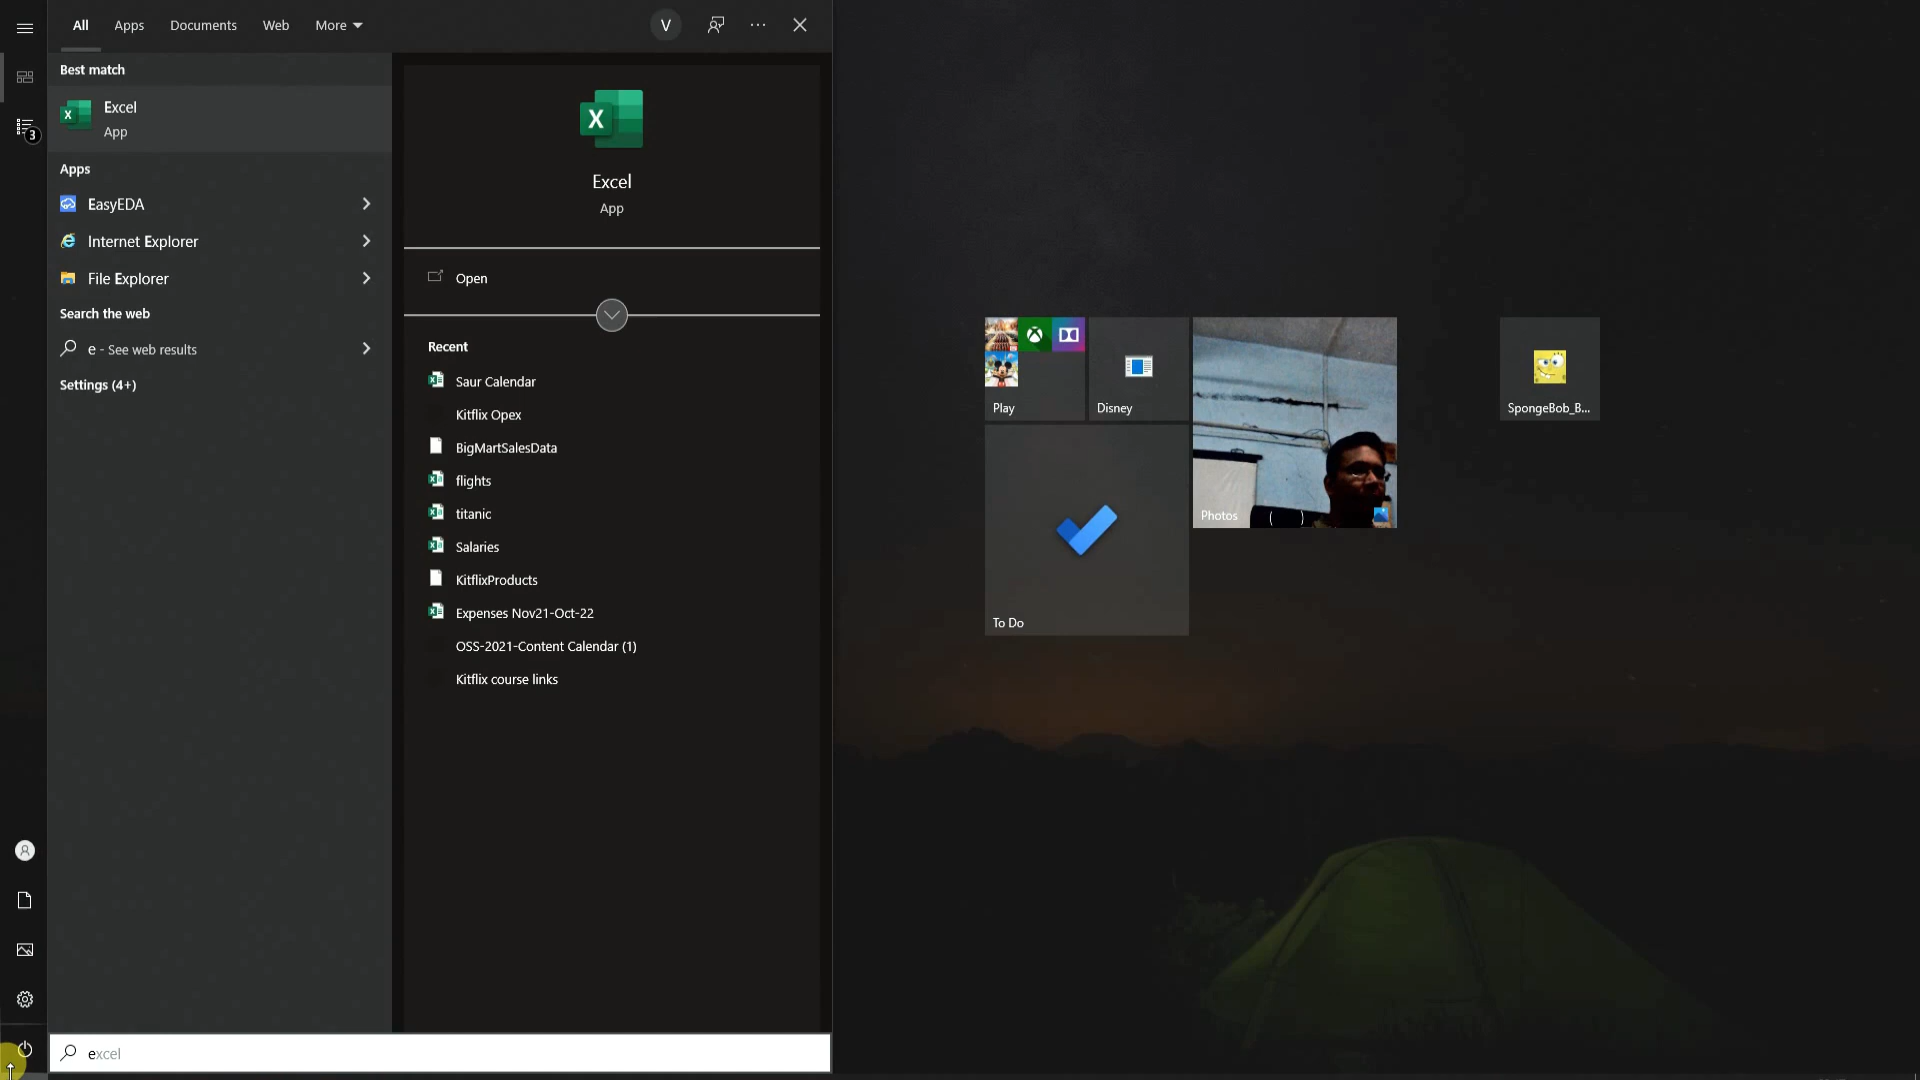 All Apps Documents Web More V
Best match
Excel
App
Apps
EasyEDA
Internet Explorer
File Explorer
Search the web
e - See web results
Settings (4+)
3
X
Excel
App
Open
Recent
Saur Calendar
Kitflix Opex
BigMartSalesData
flights
titanic
Salaries
KitflixProducts
Expenses Nov21-Oct-22
OSS-2021-Content Calendar (1)
Kitflix course links
excel
Play
Disney
Photos
SpongeBob_B...
To Do